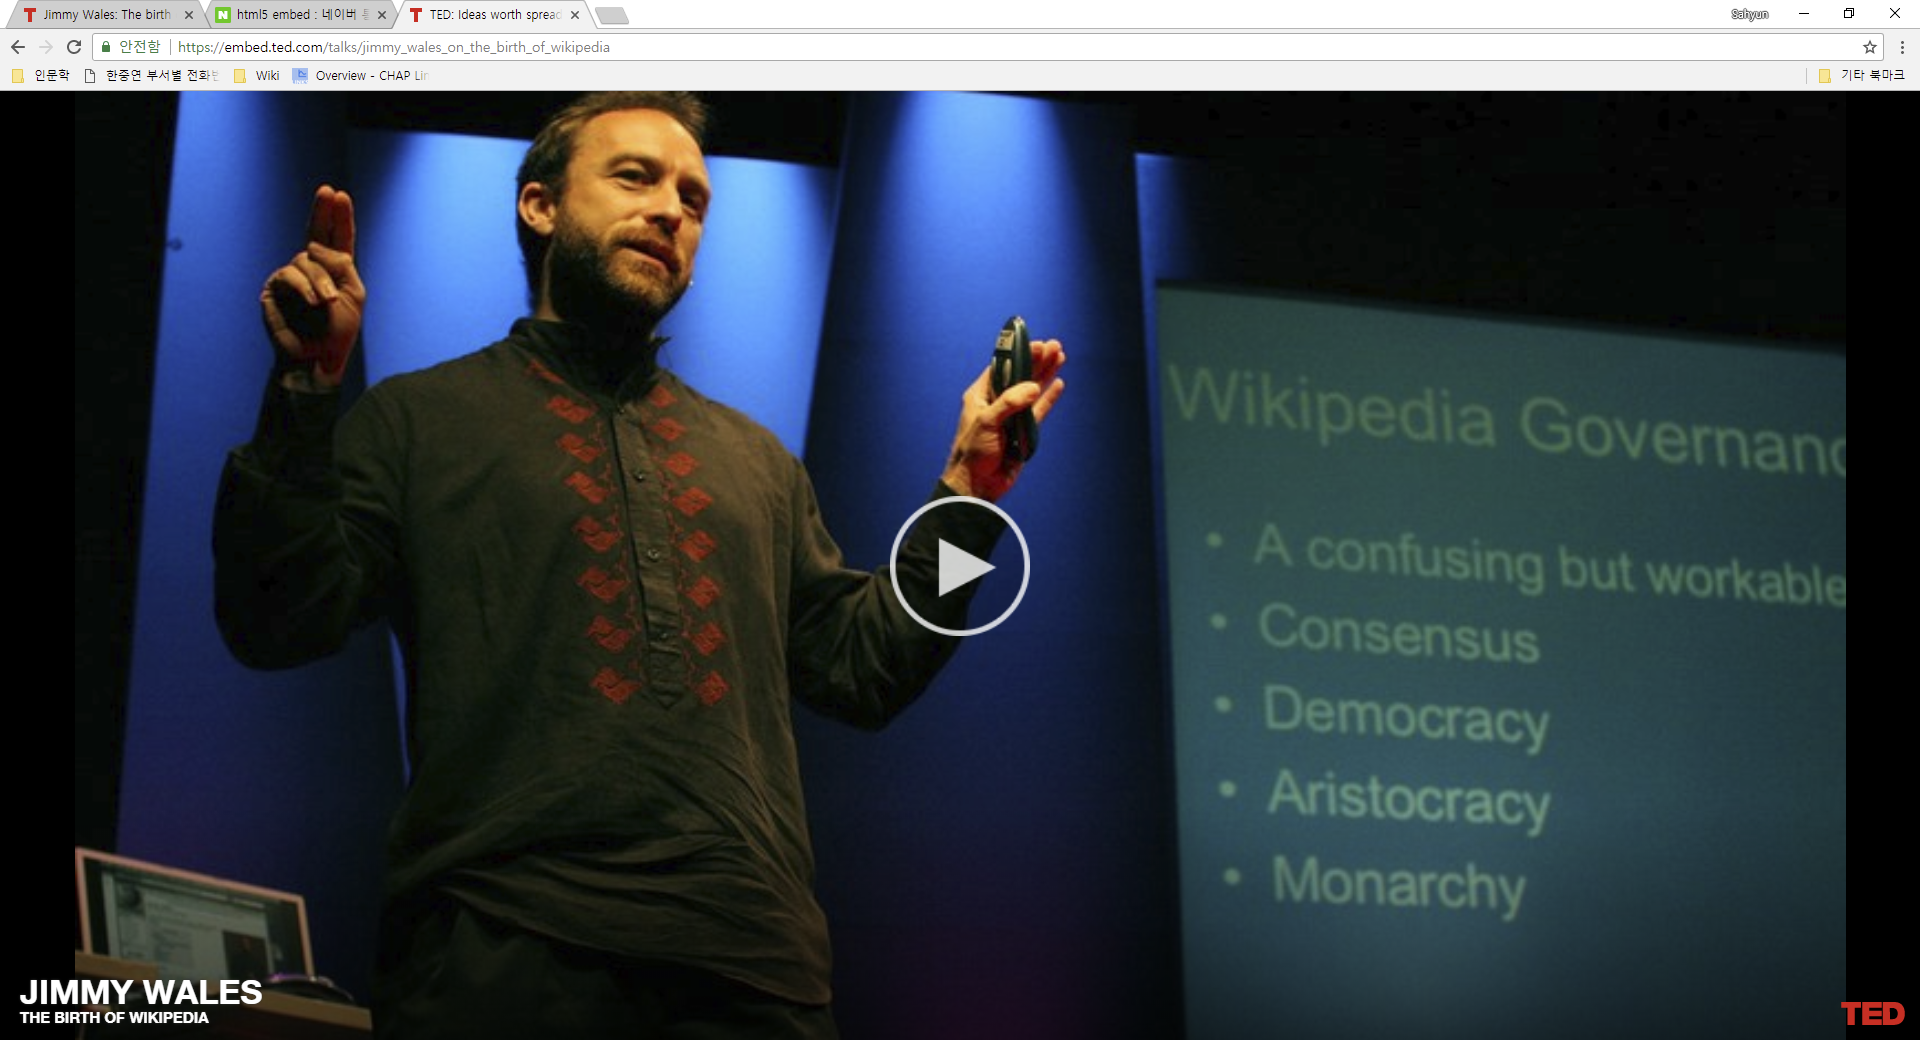 Jimmy Wales: The birth
html5 embed : 네이버
TED: Ideas worth spread
Sahyun
안전함 https://embed.ted.com/talks/jimmy_wales_on_the_birth_of_wikipedia
인문학 한중연 부서별 전화 Wiki Overview - CHAP Lin 기타 북마크
Wikipedia Governanc
• A confusing but workable
• Consensus
• Democracy
• Aristocracy
• Monarchy
JIMMY WALES
THE BIRTH OF WIKIPEDIA
TED